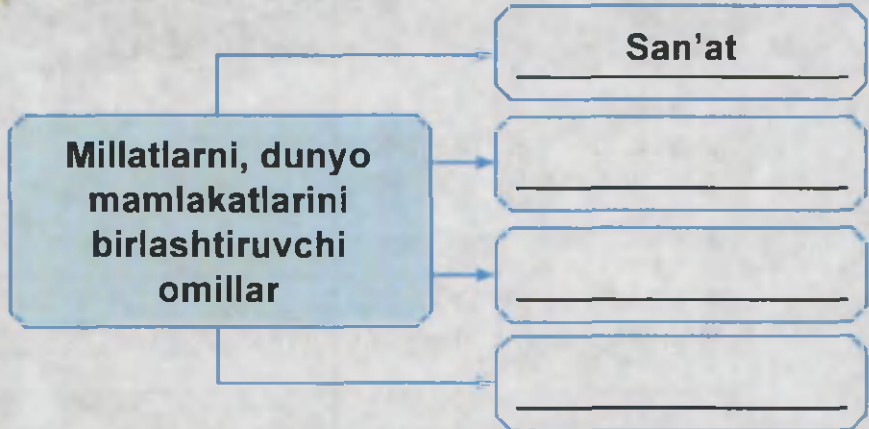 San'at
Millatlarni, dunyo
mamlakatlarini
birlashtiruvchi
omillar